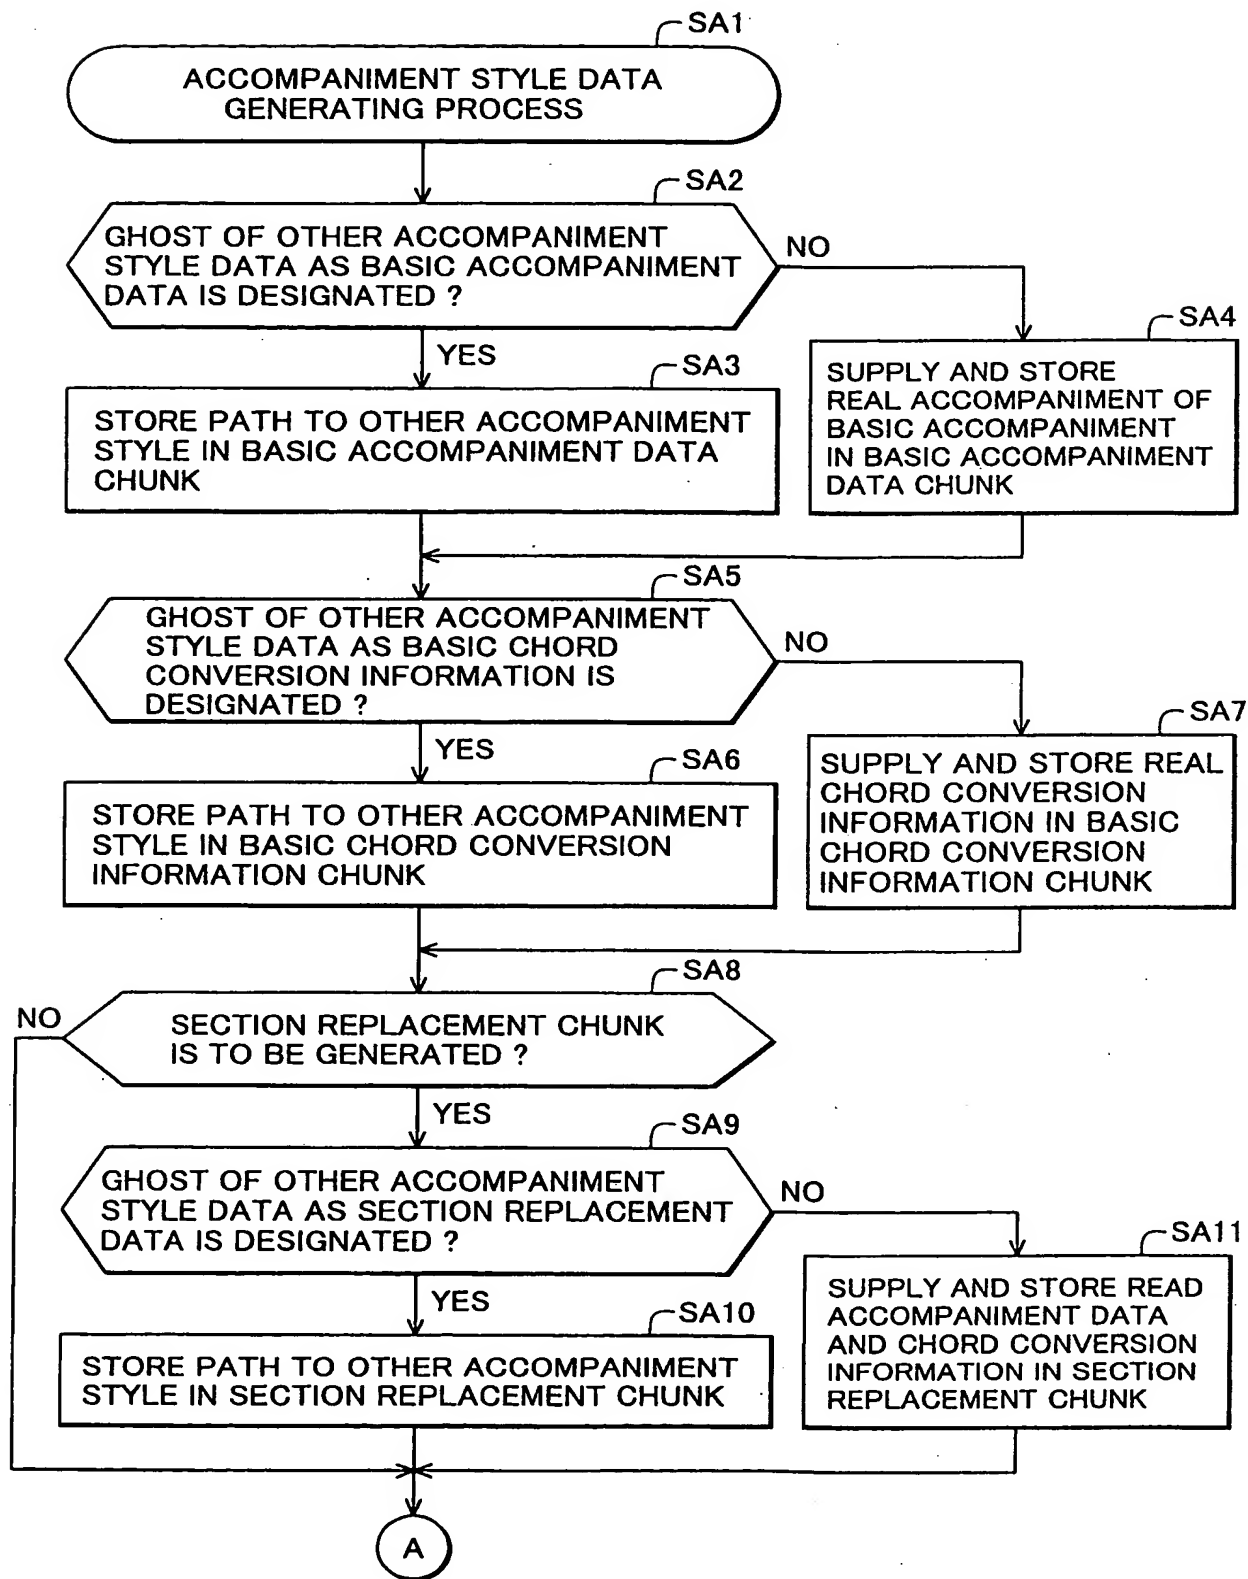 SA1
ACCOMPANIMENT STYLE DATA
GENERATING PROCESS
SA2
GHOST OF OTHER ACCOMPANIMENT
STYLE DATA AS BASIC ACCOMPANIMENT
DATA IS DESIGNATED ?
NO
YES
SA3
STORE PATH TO OTHER ACCOMPANIMENT
STYLE IN BASIC ACCOMPANIMENT DATA
CHUNK
SA4
SUPPLY AND STORE
REAL ACCOMPANIMENT OF
BASIC ACCOMPANIMENT
IN BASIC ACCOMPANIMENT
DATA CHUNK
SA5
GHOST OF OTHER ACCOMPANIMENT
STYLE DATA AS BASIC CHORD
CONVERSION INFORMATION IS
DESIGNATED ?
NO
YES
SA6
STORE PATH TO OTHER ACCOMPANIMENT
STYLE IN BASIC CHORD CONVERSION
INFORMATION CHUNK
SA7
SUPPLY AND STORE REAL
CHORD CONVERSION
INFORMATION IN BASIC
CHORD CONVERSION
INFORMATION CHUNK
SA8
NO
SECTION REPLACEMENT CHUNK
IS TO BE GENERATED ?
YES
SA9
GHOST OF OTHER ACCOMPANIMENT
STYLE DATA AS SECTION REPLACEMENT
DATA IS DESIGNATED ?
NO
YES
SA10
STORE PATH TO OTHER ACCOMPANIMENT
STYLE IN SECTION REPLACEMENT CHUNK
SA11
SUPPLY AND STORE READ
ACCOMPANIMENT DATA
AND CHORD CONVERSION
INFORMATION IN SECTION
REPLACEMENT CHUNK
A